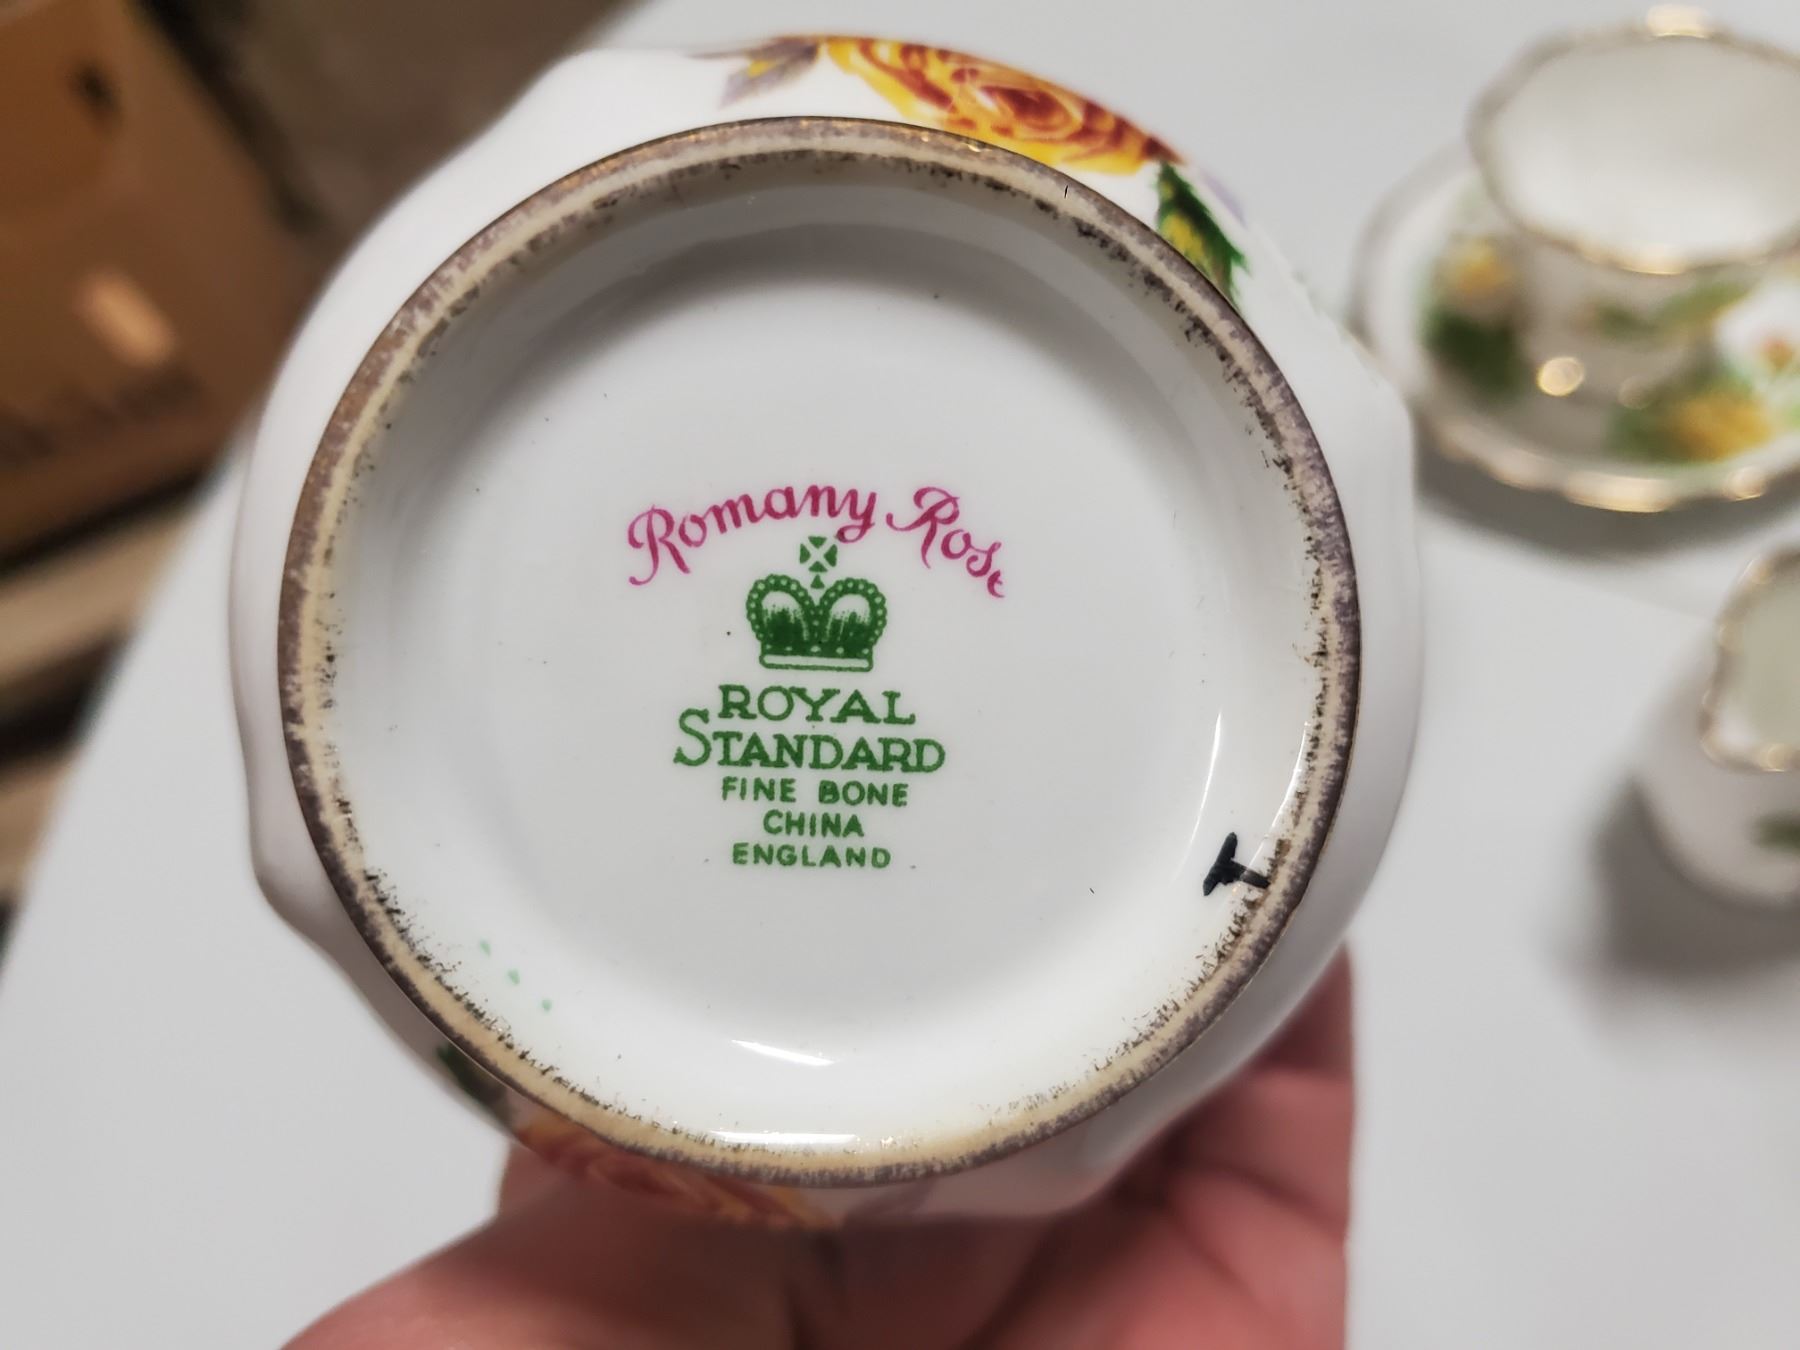 Romany Rose
ROYAL
STANDARD
FINE BONE
CHINA
ENGLAND